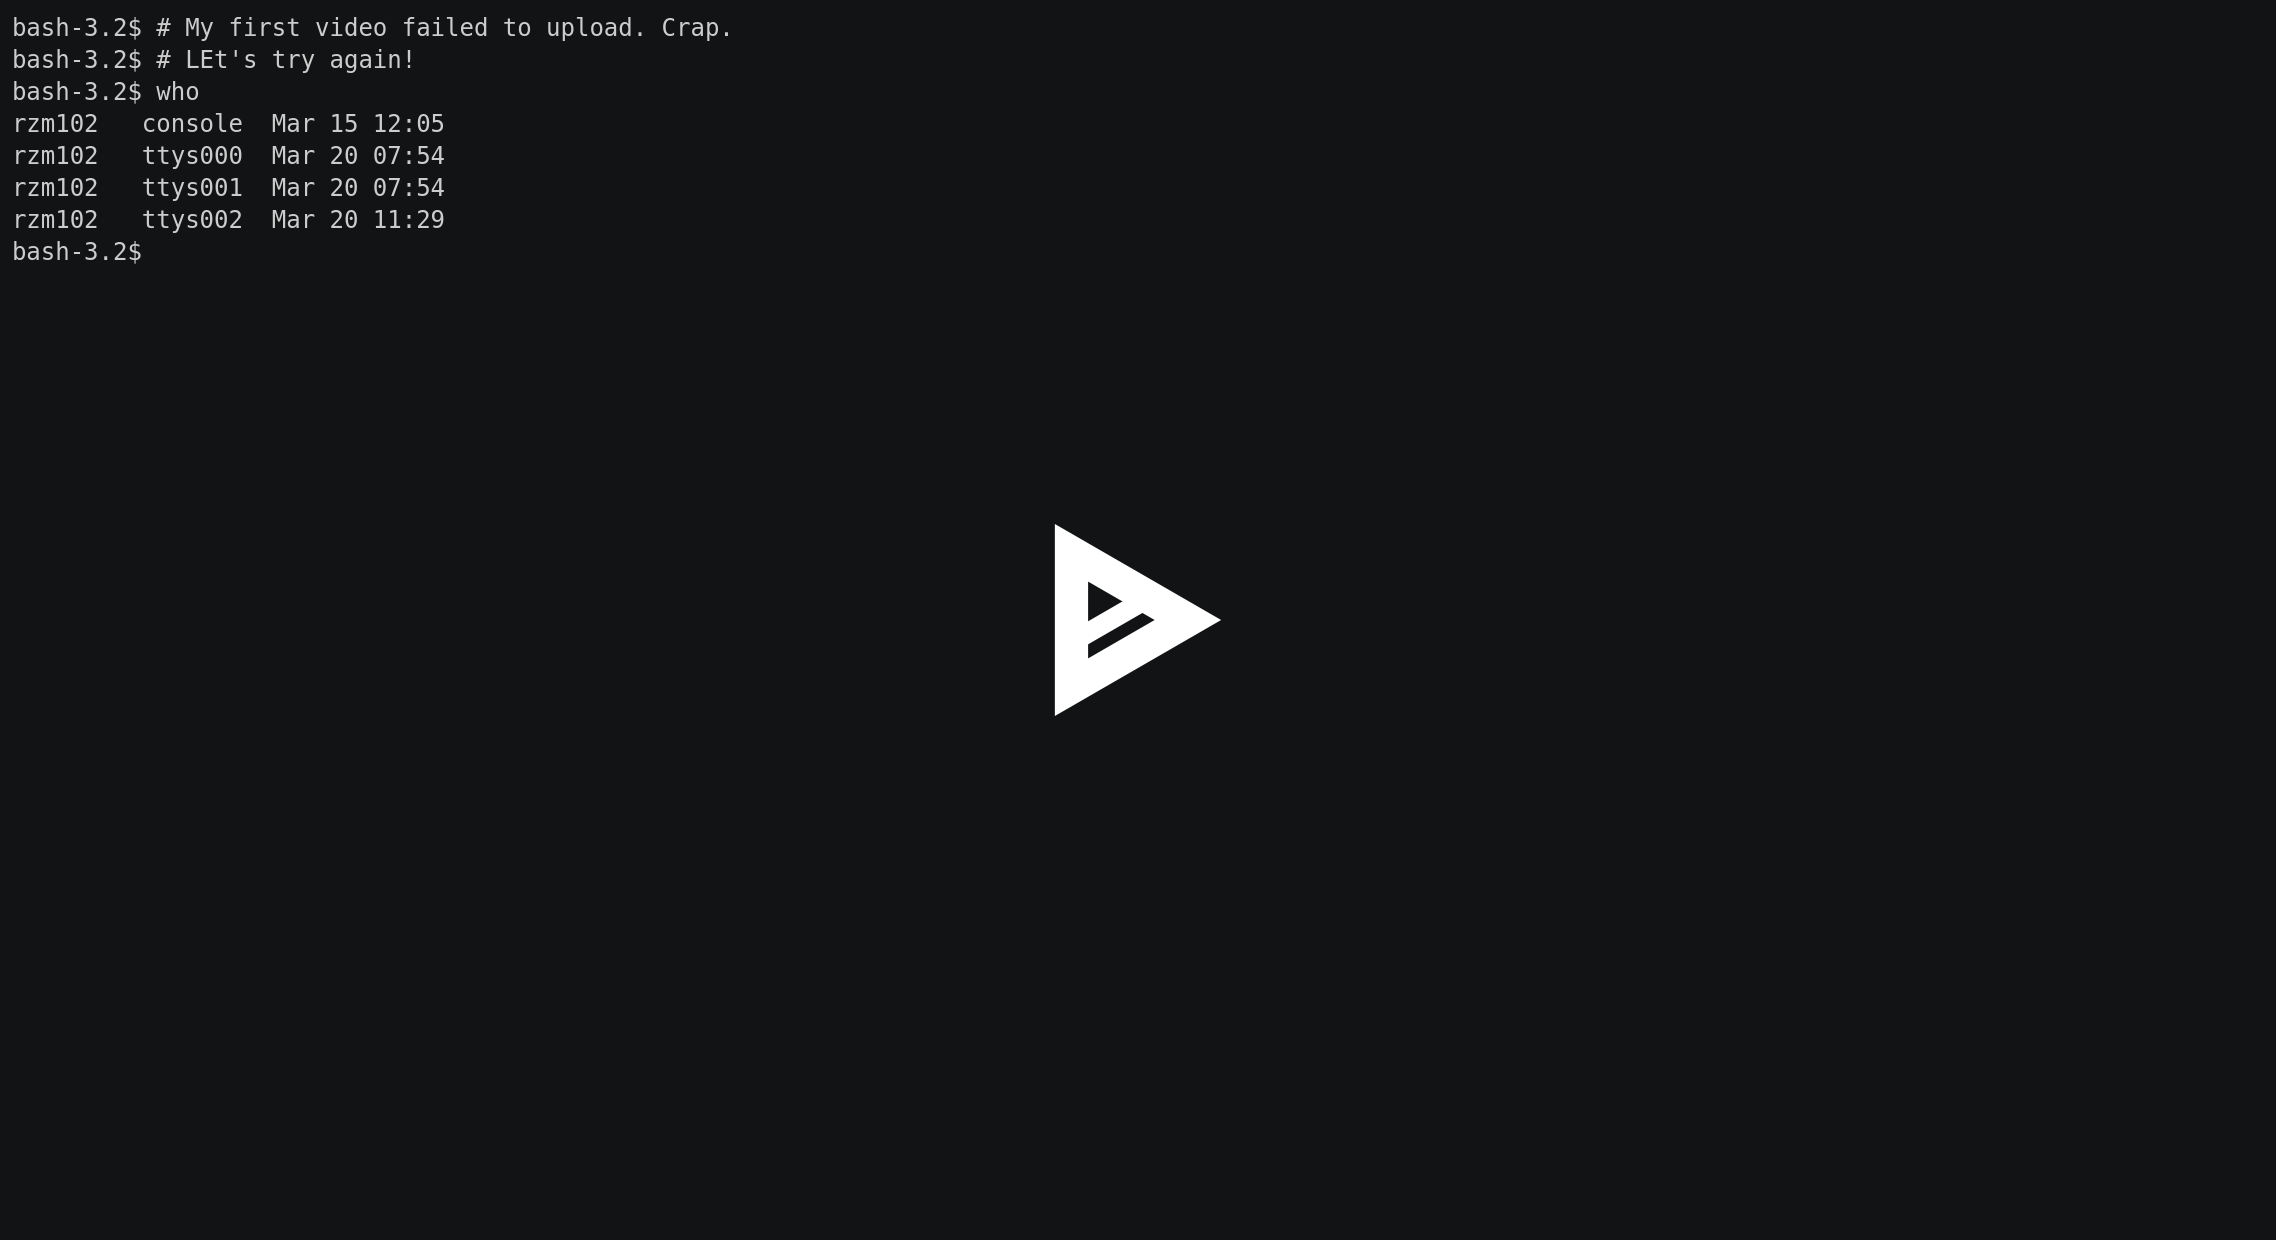 bash-3.2$ # My first video failed to upload. Crap.
bash-3.2$ # LEt's try again!
bash-3.2$ who
rzm102   console  Mar 15 12:05
rzm102   ttys000  Mar 20 07:54
rzm102   ttys001  Mar 20 07:54
rzm102   ttys002  Mar 20 11:29
bash-3.2$